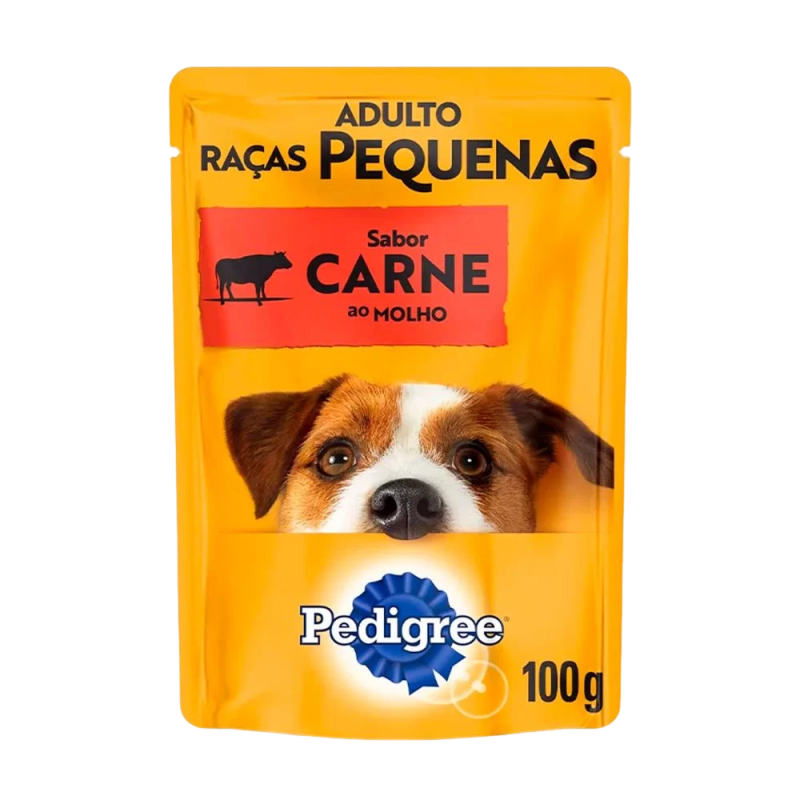 ADULTO
RAÇAS PEQUENAS
Sabor
CARNE
ao MOLHO
Pedigree
100g